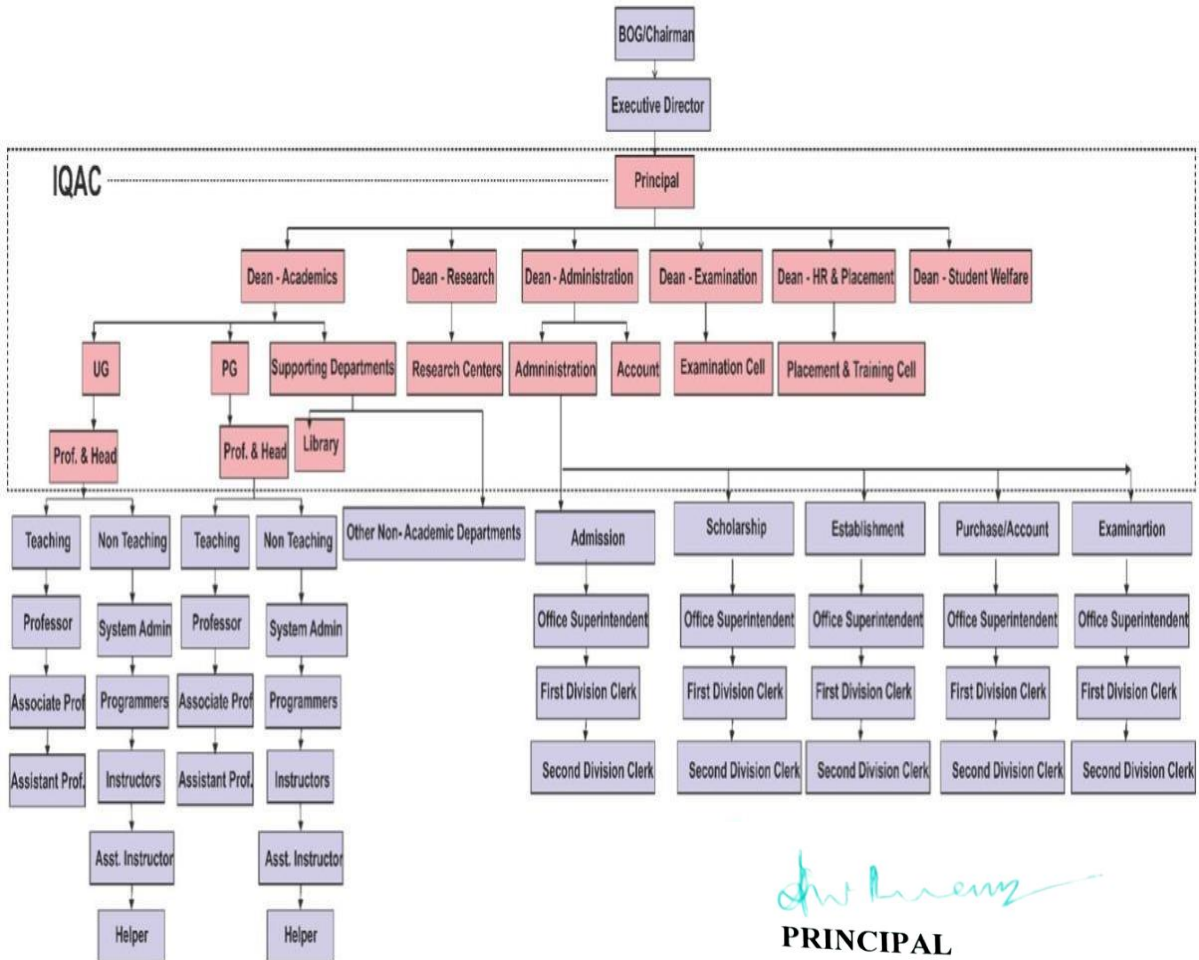 BOG/Chairman
Executive Director
IQAC
Principal
Dean - Academics
Dean - Research
Dean - Administration
Dean - Examination
Dean - HR & Placement
Dean - Student Welfare
UG
PG
Supporting Departments
Research Centers
Admninistration
Account
Examination Cell
Placement & Training Cell
Prof. & Head
Prof. & Head
Library
Teaching
Non Teaching
Teaching
Non Teaching
Other Non- Academic Departments
Admission
Scholarship
Establishment
Purchase/Account
Examinartion
Professor
System Admin
Professor
System Admin
Office Superintendent
Office Superintendent
Office Superintendent
Office Superintendent
Office Superintendent
Associate Prof
Programmers
Associate Prof
Programmers
First Division Clerk
First Division Clerk
First Division Clerk
First Division Clerk
First Division Clerk
Assistant Prof.
Instructors
Assistant Prof.
Instructors
Second Division Clerk
Second Division Clerk
Second Division Clerk
Second Division Clerk
Second Division Clerk
Asst. Instructor
Asst. Instructor
Helper
Helper
PRINCIPAL